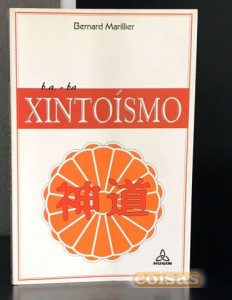 Bernard Marillier
b.a. - ba
XINTOÍSMO
神道
HUGIN
coisas